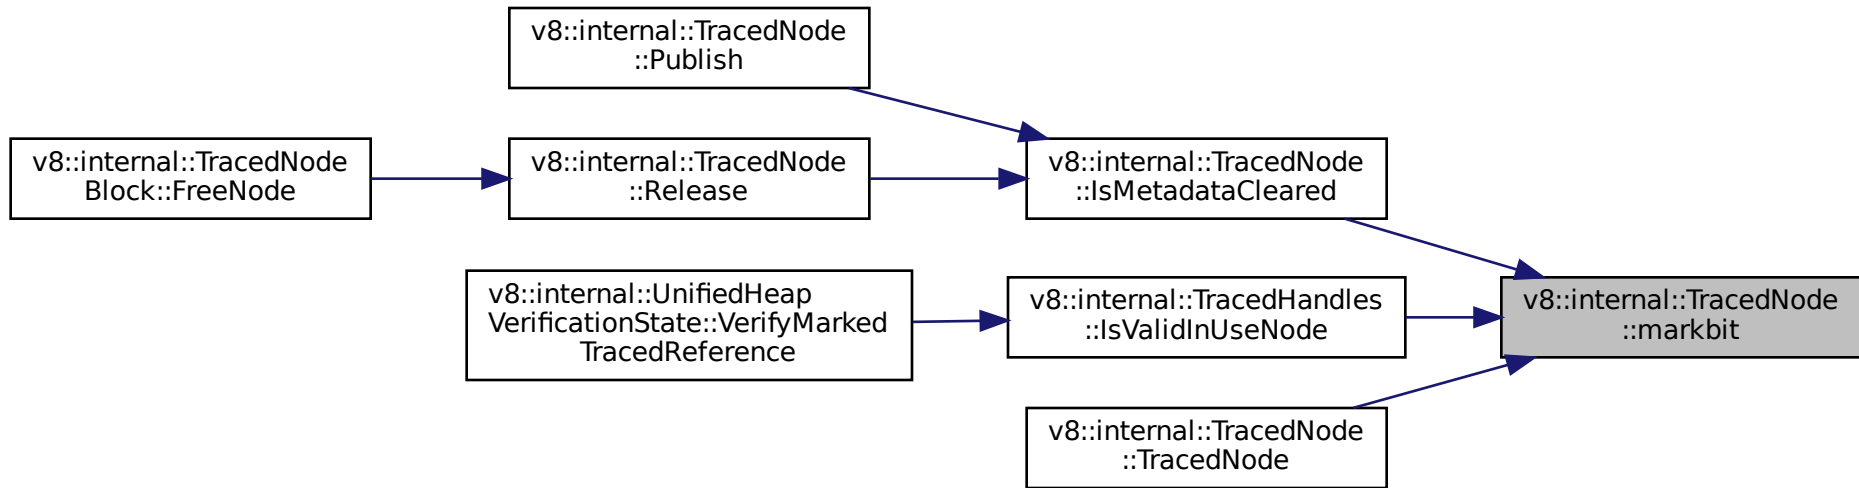 v8::internal::TracedNode
::Publish
v8::internal::TracedNode
Block::FreeNode
v8::internal::TracedNode
::Release
v8::internal::TracedNode
::IsMetadataCleared
v8::internal::UnifiedHeap
VerificationState::VerifyMarked
TracedReference
v8::internal::TracedHandles
::IsValidInUseNode
v8::internal::TracedNode
::markbit
v8::internal::TracedNode
::TracedNode